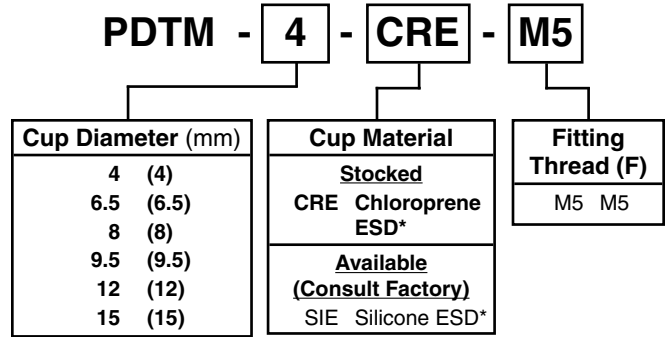 PDTM - 4 - CRE - M5
Cup Diameter (mm)
4 (4)
6.5 (6.5)
8 (8)
9.5 (9.5)
12 (12)
15 (15)
Cup Material
Stocked
CRE Chloroprene
ESD*
Available
(Consult Factory)
SIE Silicone ESD*
Fitting
Thread (F)
M5 M5